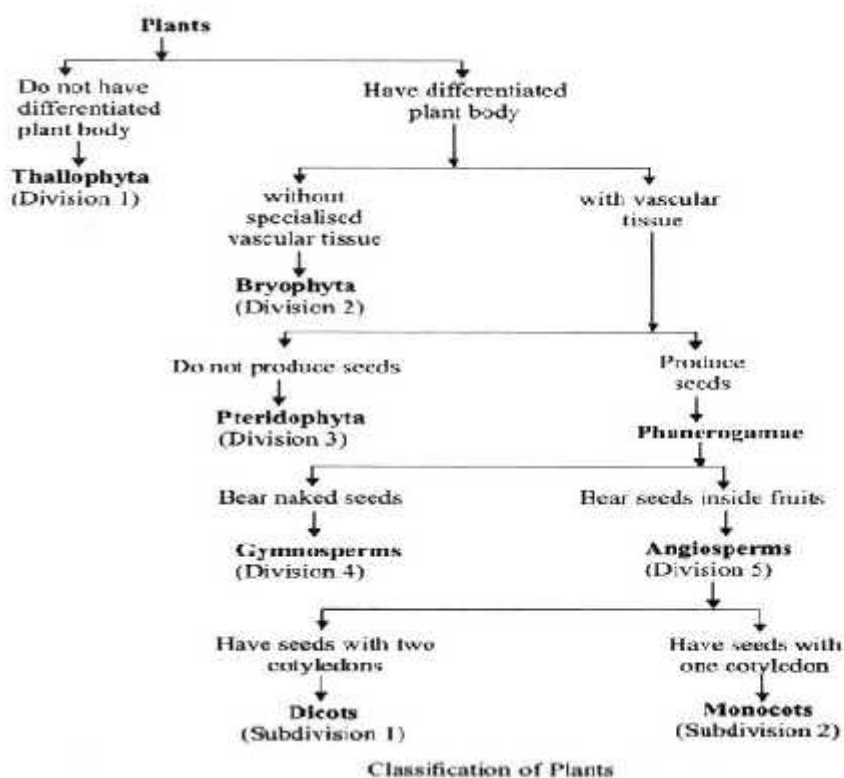 Plants
Do not have
differentiated
plant body
Have differentiated
plant body
Thallophyta
(Division 1)
without
specialised
vascular tissue
with vascular
tissue
Bryophyta
(Division 2)
Do not produce seeds
Produce
seeds
Pteridophyta
(Division 3)
Phanerogamae
Bear naked seeds
Bear seeds inside fruits
Gymnosperms
(Division 4)
Angiosperms
(Division 5)
Have seeds with two
cotyledons
Have seeds with
one cotyledon
Dicots
(Subdivision 1)
Monocots
(Subdivision 2)
Classification of Plants